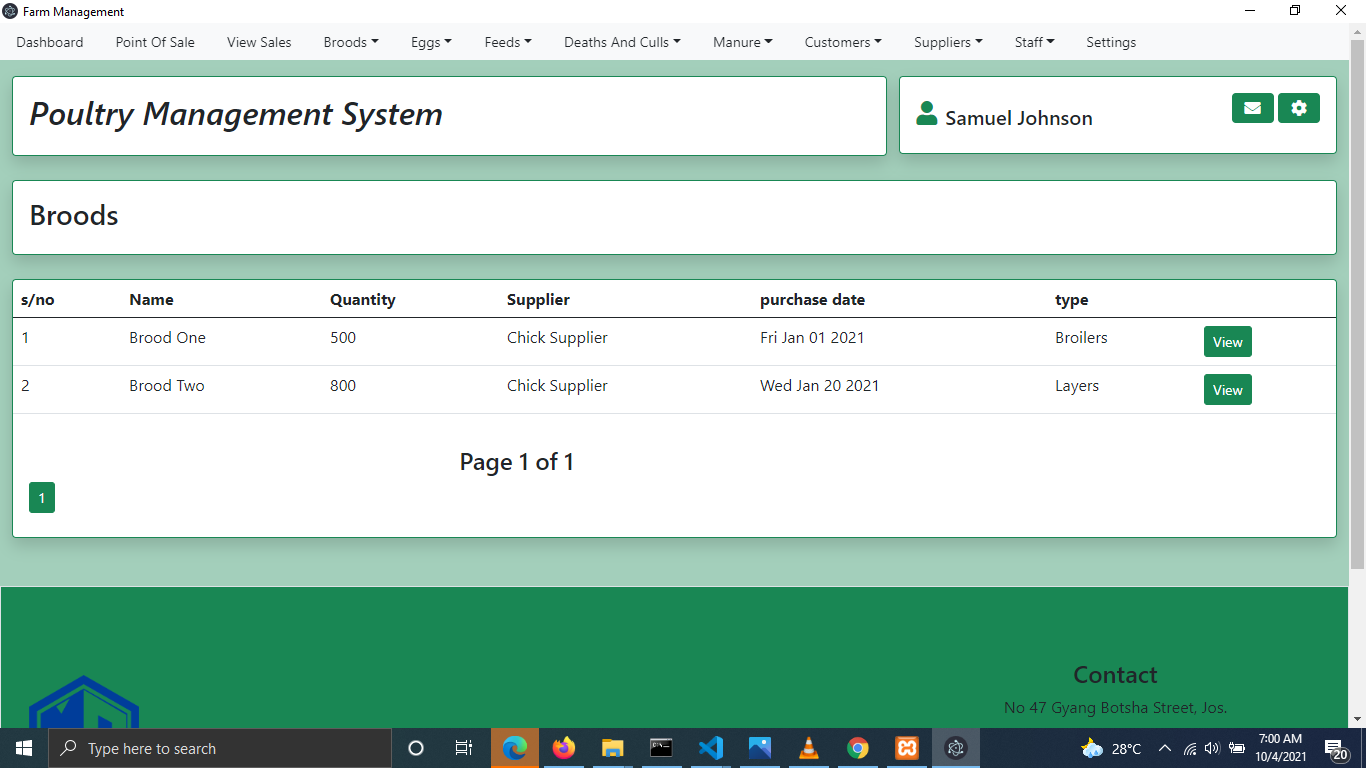 Farm Management
Dashboard Point Of Sale View Sales Broods Eggs Feeds Deaths And Culls Manure Customers Suppliers Staff Settings
Poultry Management System
Samuel Johnson
Broods
s/no Name Quantity Supplier purchase date type
1 Brood One 500 Chick Supplier Fri Jan 01 2021 Broilers View
2 Brood Two 800 Chick Supplier Wed Jan 20 2021 Layers View
Page 1 of 1
1
Contact
No 47 Gyang Botsha Street, Jos.
Type here to search
28°C
7:00 AM
10/4/2021
20